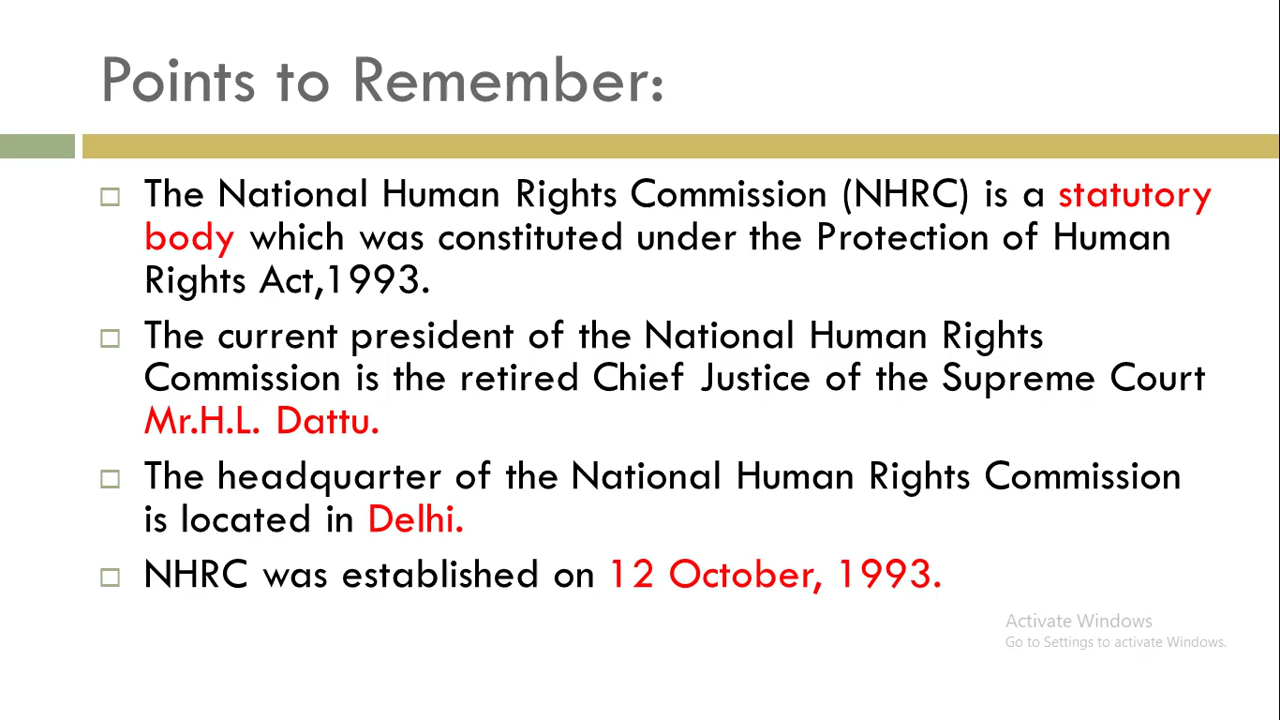 Points to Remember:
The National Human Rights Commission (NHRC) is a statutory
body which was constituted under the Protection of Human
Rights Act,1993.
The current president of the National Human Rights
Commission is the retired Chief Justice of the Supreme Court
Mr.H.L. Dattu.
The headquarter of the National Human Rights Commission
is located in Delhi.
NHRC was established on 12 October, 1993.
Activate Windows
Go to Settings to activate Windows.